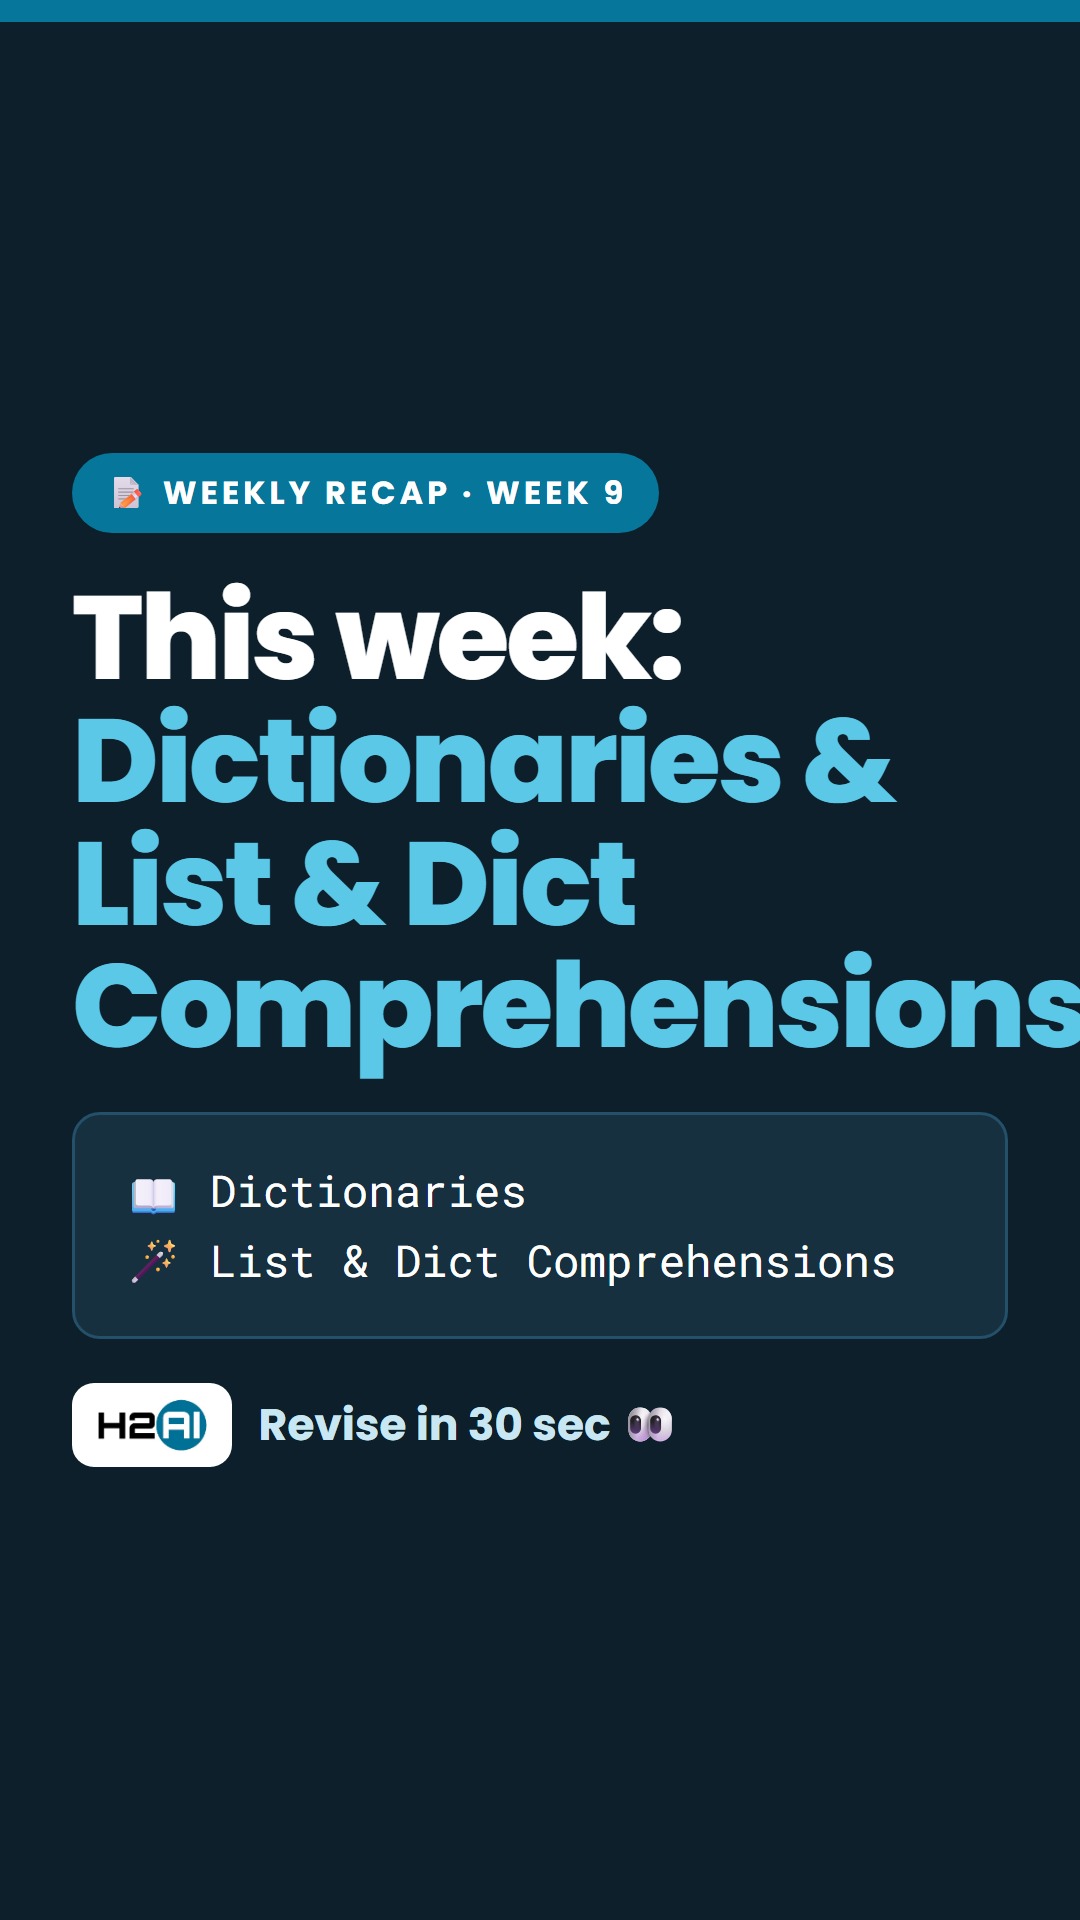 📝 WEEKLY RECAP · WEEK 9
This week:
Dictionaries &
List & Dict
Comprehensions
📖 Dictionaries
🪄 List & Dict Comprehensions
H2AI
Revise in 30 sec 👀